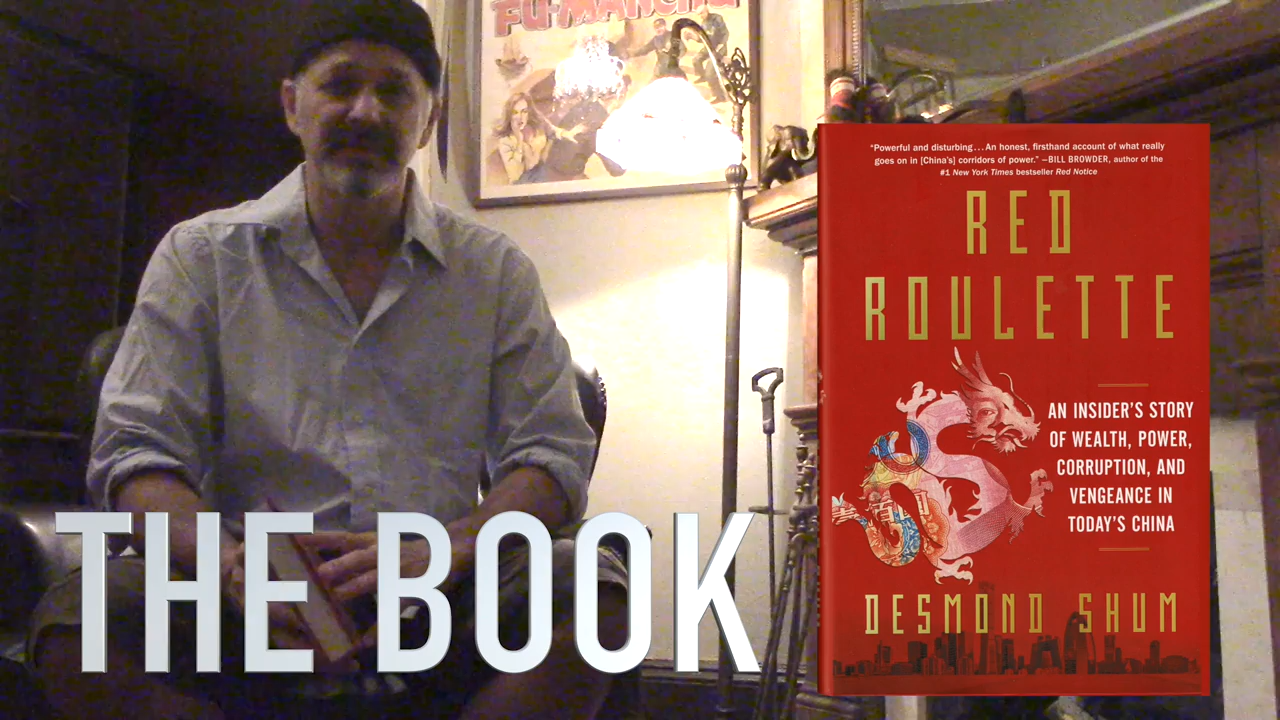 FU-MANCHU
"Powerful and disturbing...An honest, firsthand account of what really
goes on in [China's] corridors of power." —BILL BROWDER, author of the
#1 New York Times bestseller Red Notice
RED
ROULETTE
AN INSIDER'S STORY
OF WEALTH, POWER,
CORRUPTION, AND
VENGEANCE IN
TODAY'S CHINA
DESMOND SHUM
THE BOOK